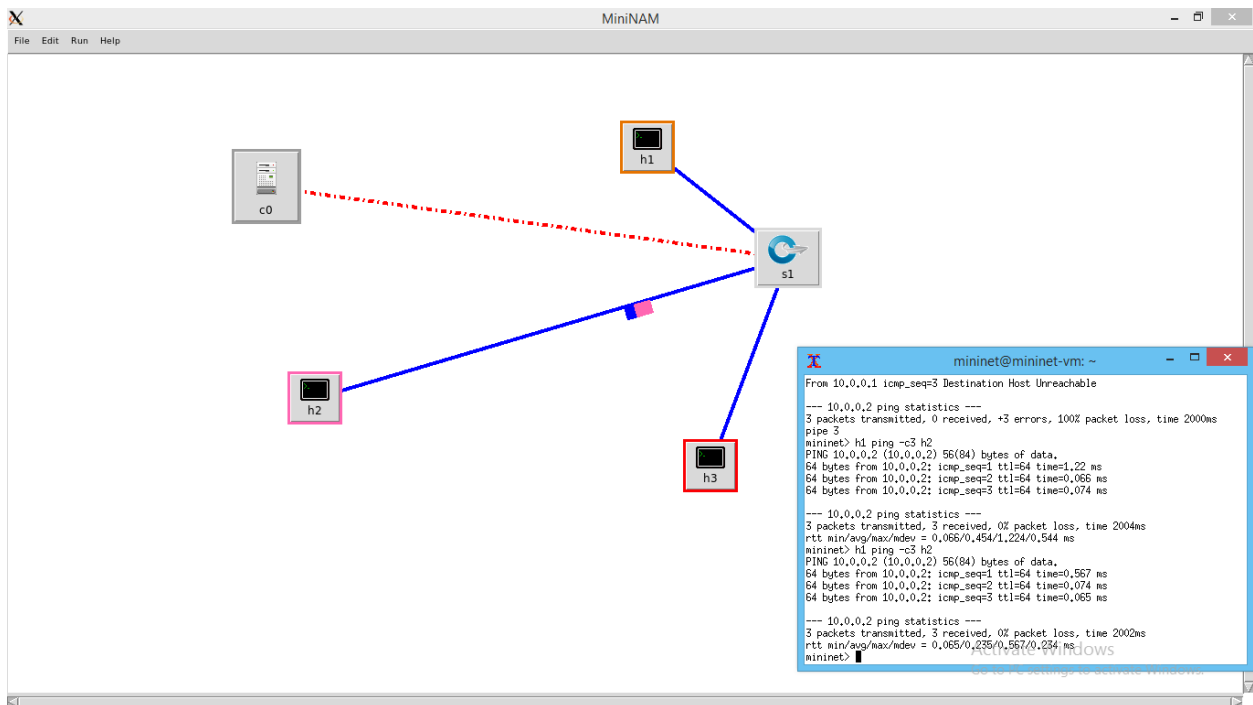 MiniNAM
File Edit Run Help
h1
c0
s1
h2
h3
mininet@mininet-vm: ~
From 10.0.0.1 icmp_seq=3 Destination Host Unreachable
--- 10.0.0.2 ping statistics ---
3 packets transmitted, 0 received, +3 errors, 100% packet loss, time 2000ms
pipe 3
mininet> h1 ping -c3 h2
PING 10.0.0.2 (10.0.0.2) 56(84) bytes of data.
64 bytes from 10.0.0.2: icmp_seq=1 ttl=64 time=1.22 ms
64 bytes from 10.0.0.2: icmp_seq=2 ttl=64 time=0.066 ms
64 bytes from 10.0.0.2: icmp_seq=3 ttl=64 time=0.074 ms
--- 10.0.0.2 ping statistics ---
3 packets transmitted, 3 received, 0% packet loss, time 2004ms
rtt min/avg/max/mdev = 0.066/0.454/1.224/0.544 ms
mininet> h1 ping -c3 h2
PING 10.0.0.2 (10.0.0.2) 56(84) bytes of data.
64 bytes from 10.0.0.2: icmp_seq=1 ttl=64 time=0.567 ms
64 bytes from 10.0.0.2: icmp_seq=2 ttl=64 time=0.074 ms
64 bytes from 10.0.0.2: icmp_seq=3 ttl=64 time=0.065 ms
--- 10.0.0.2 ping statistics ---
3 packets transmitted, 3 received, 0% packet loss, time 2002ms
rtt min/avg/max/mdev = 0.065/0.235/0.567/0.234 ms
mininet>
Activate Windows
Go to PC settings to activate Windows.